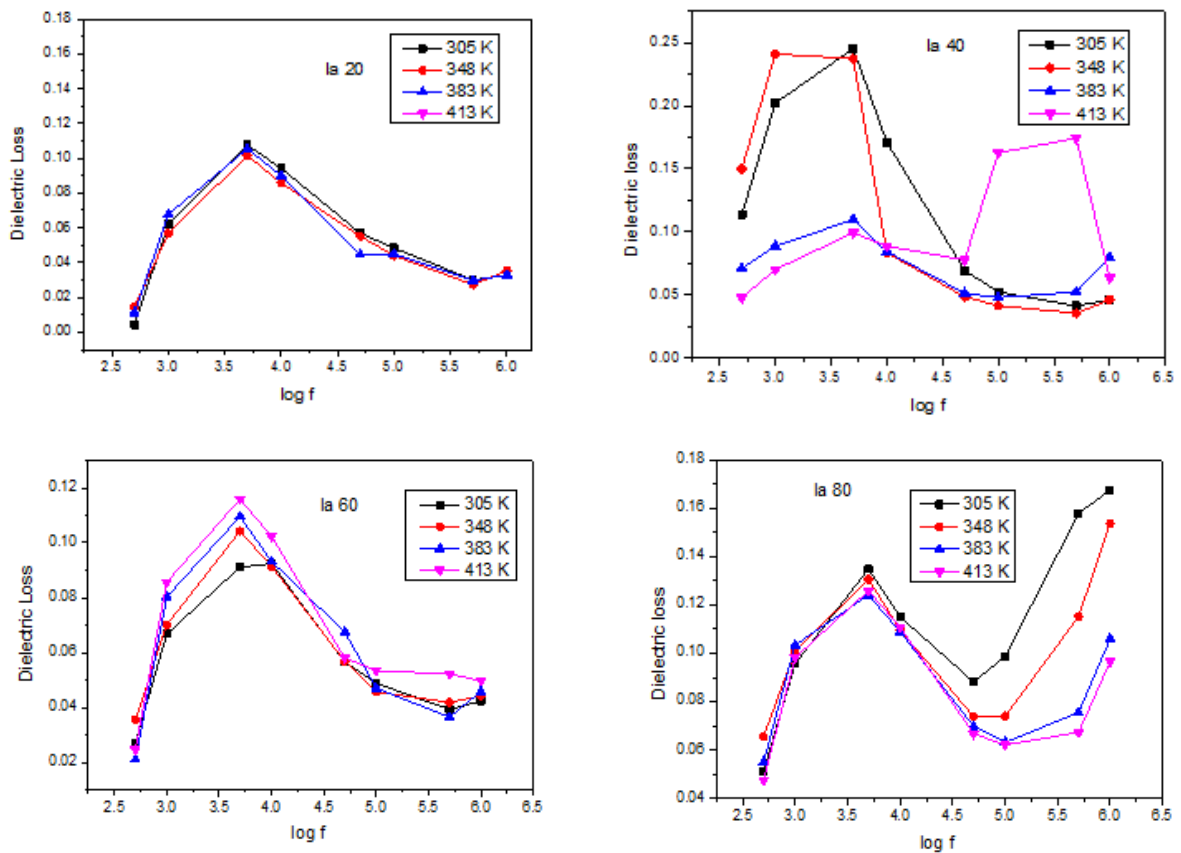 0.18
0.16
0.14
0.12
0.10
0.08
0.06
0.04
0.02
0.00
Dielectric Loss
la 20
305 K
348 K
383 K
413 K
2.5 3.0 3.5 4.0 4.5 5.0 5.5 6.0
log f
0.25
0.20
0.15
0.10
0.05
0.00
Dielectric loss
la 40
305 K
348 K
383 K
413 K
2.5 3.0 3.5 4.0 4.5 5.0 5.5 6.0 6.5
log f
0.12
0.10
0.08
0.06
0.04
0.02
Dielectric Loss
la 60
305 K
348 K
383 K
413 K
2.5 3.0 3.5 4.0 4.5 5.0 5.5 6.0 6.5
log f
0.18
0.16
0.14
0.12
0.10
0.08
0.06
0.04
Dielectric loss
la 80
305 K
348 K
383 K
413 K
2.5 3.0 3.5 4.0 4.5 5.0 5.5 6.0 6.5
log f